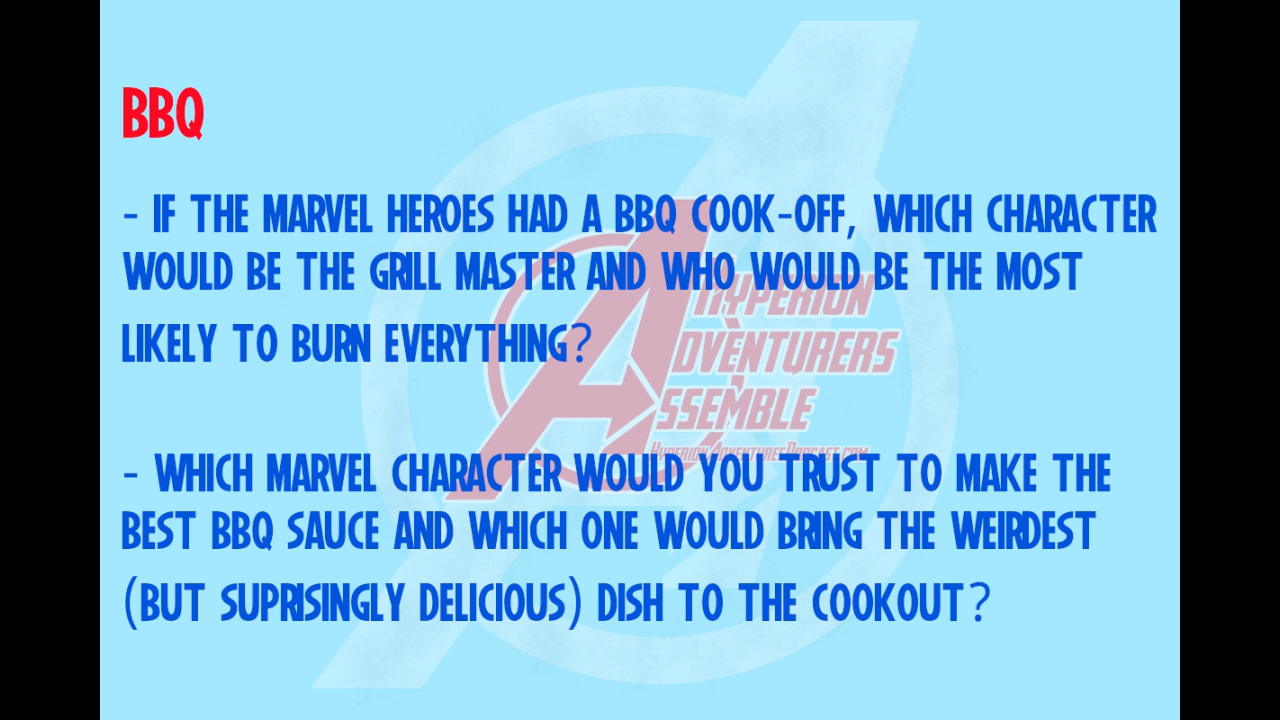 BBQ
- IF THE MARVEL HEROES HAD A BBQ COOK-OFF, WHICH CHARACTER
WOULD BE THE GRILL MASTER AND WHO WOULD BE THE MOST
LIKELY TO BURN EVERYTHING?
- WHICH MARVEL CHARACTER WOULD YOU TRUST TO MAKE THE
BEST BBQ SAUCE AND WHICH ONE WOULD BRING THE WEIRDEST
(BUT SUPRISINGLY DELICIOUS) DISH TO THE COOKOUT?
HYPERION
ADVENTURERS
ASSEMBLE
HYPERIONADVENTURESPODCAST.COM